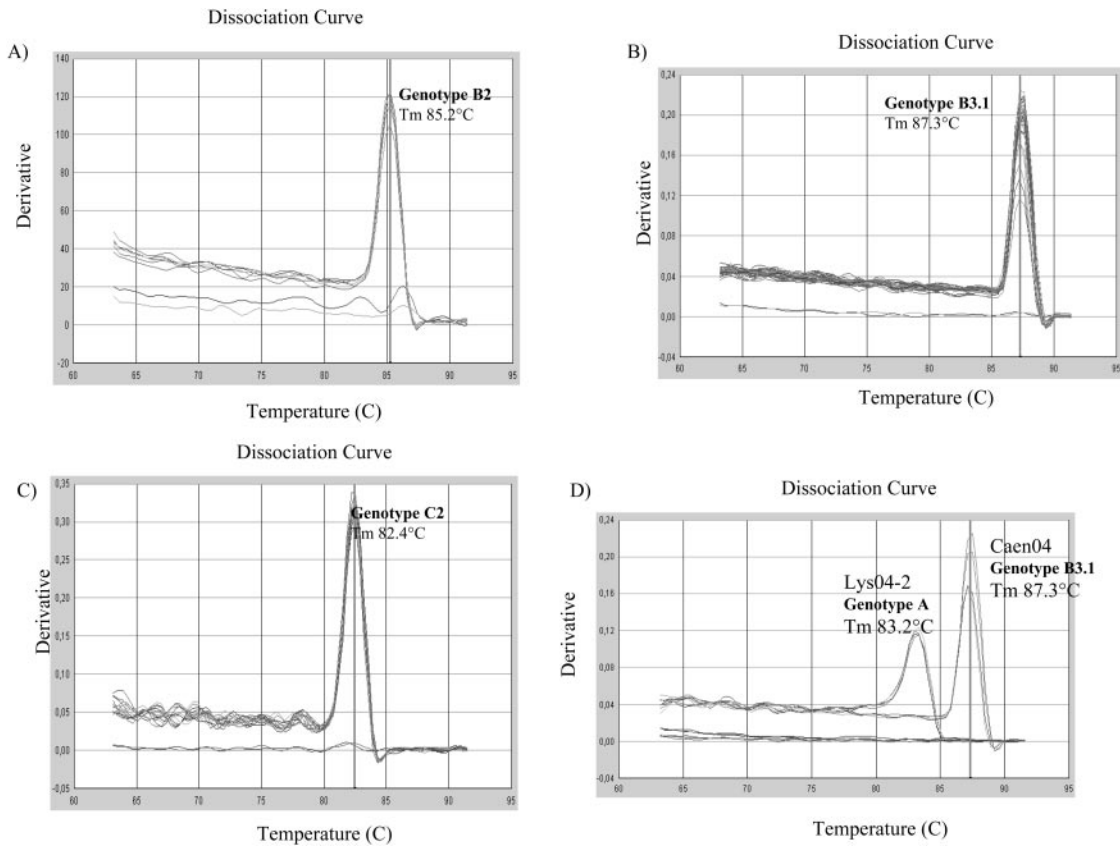 Dissociation Curve
A)
140
120
100
80
60
40
20
0
-20
60 65 70 75 80 85 90 95
Derivative
Genotype B2
Tm 85.2°C
Temperature (C)
Dissociation Curve
B)
0,24
0,20
0,16
0,12
0,08
0,04
0,00
-0,04
60 65 70 75 80 85 90 95
Derivative
Genotype B3.1
Tm 87.3°C
Temperature (C)
Dissociation Curve
C)
0,35
0,30
0,25
0,20
0,15
0,10
0,05
0,00
-0,05
60 65 70 75 80 85 90 95
Derivative
Genotype C2
Tm 82.4°C
Temperature (C)
D)
Dissociation Curve
0,24
0,20
0,16
0,12
0,08
0,04
0,00
-0,04
60 65 70 75 80 85 90 95
Derivative
Lys04-2
Genotype A
Tm 83.2°C
Caen04
Genotype B3.1
Tm 87.3°C
Temperature (C)